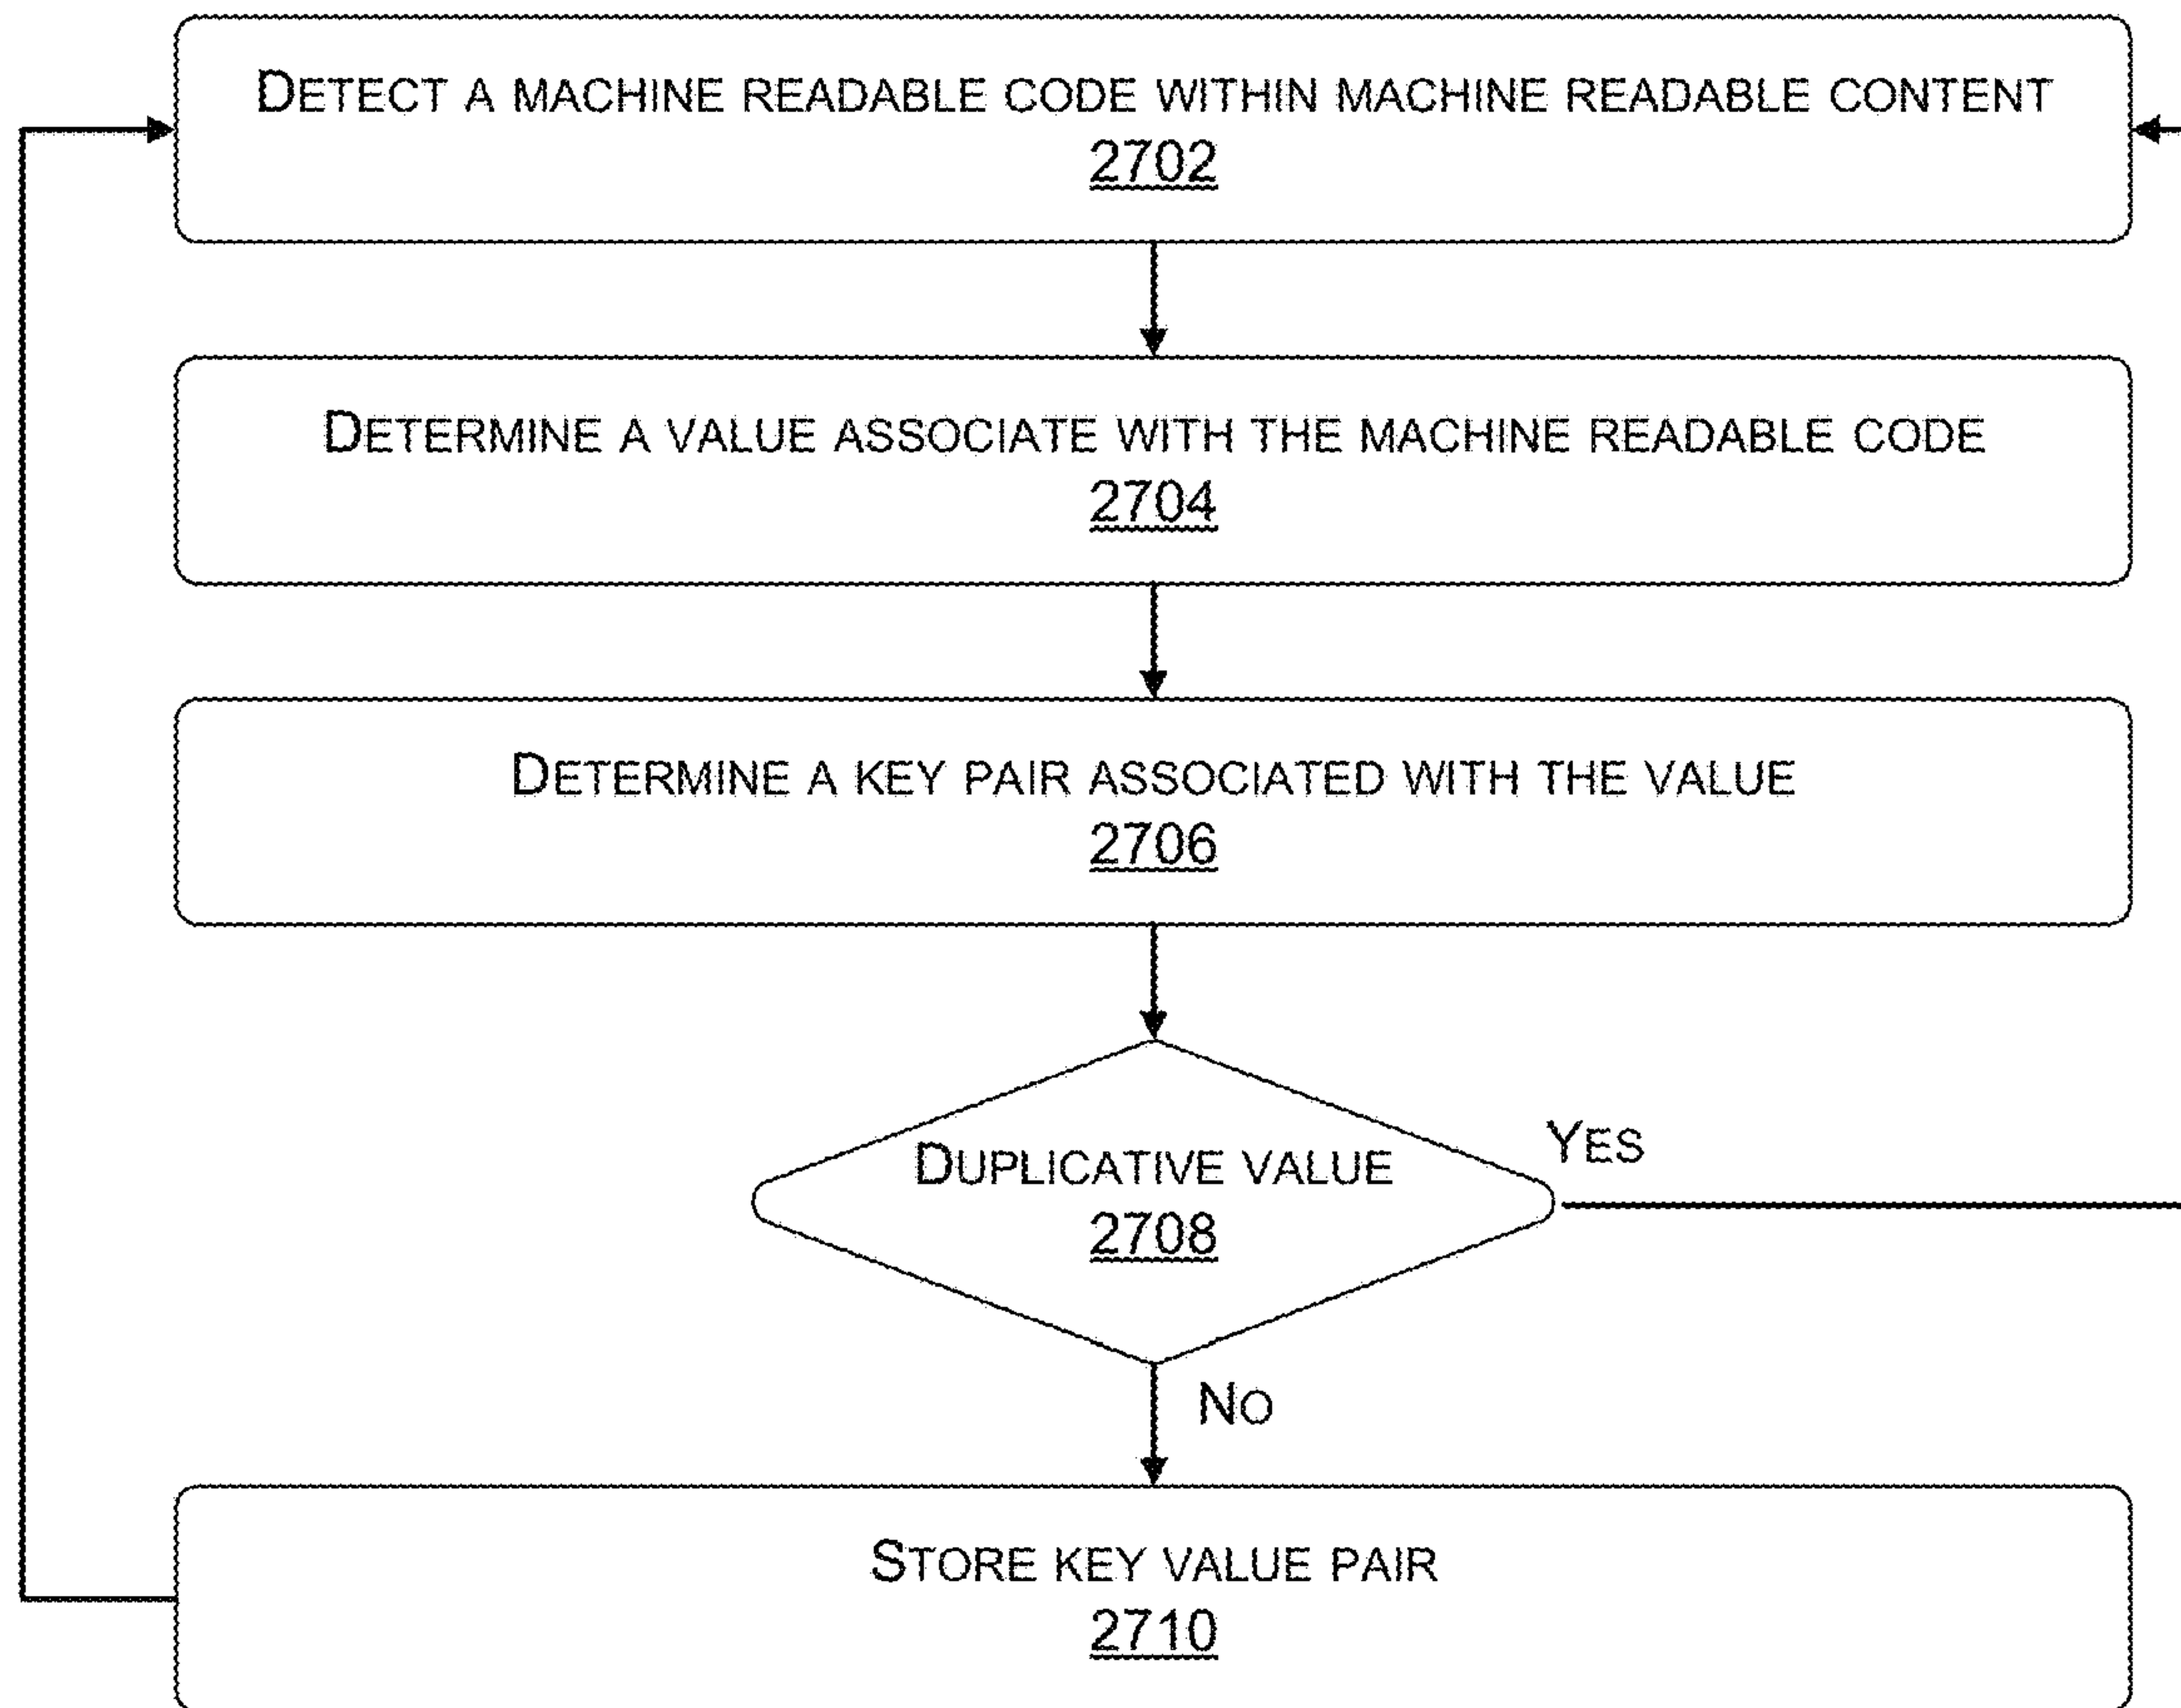 DETECT A MACHINE READABLE CODE WITHIN MACHINE READABLE CONTENT
2702
DETERMINE A VALUE ASSOCIATE WITH THE MACHINE READABLE CODE
2704
DETERMINE A KEY PAIR ASSOCIATED WITH THE VALUE
2706
DUPLICATIVE VALUE
2708
YES
NO
STORE KEY VALUE PAIR
2710